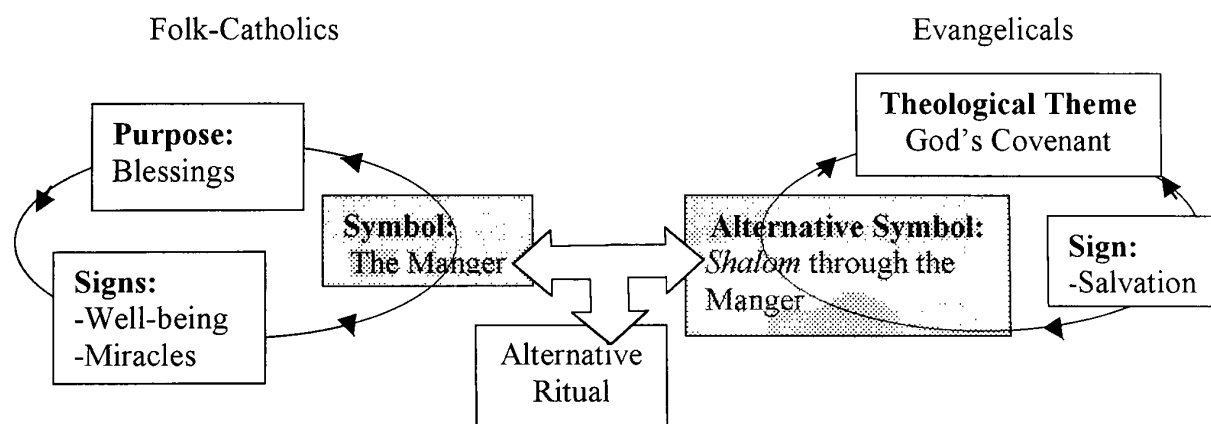 Folk-Catholics
Evangelicals
Purpose:
Blessings
Theological Theme
God's Covenant
Symbol:
The Manger
Alternative Symbol:
Shalom through the
Manger
Signs:
-Well-being
-Miracles
Sign:
-Salvation
Alternative
Ritual